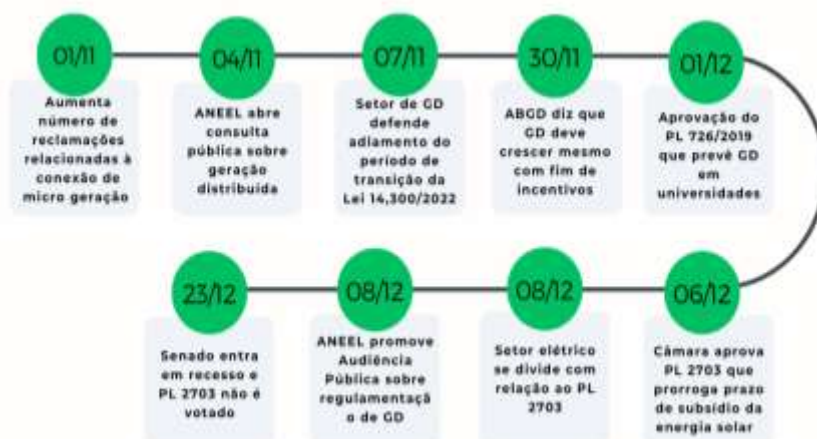 01/11
Aumenta
número de
reclamações
relacionadas à
conexão de
micro geração
04/11
ANEEL abre
consulta
pública sobre
geração
distribuída
07/11
Setor de GD
defende
adiamento do
período de
transição da
Lei 14,300/2022
30/11
ABGD diz que
GD deve
crescer mesmo
com fim de
incentivos
01/12
Aprovação do
PL 726/2019
que prevê GD
em
universidades
06/12
Câmara aprova
PL 2703 que
prorroga prazo
de subsídio da
energia solar
08/12
Setor elétrico
se divide com
relação ao PL
2703
08/12
ANEEL promove
Audiência
Pública sobre
regulamentaçã
o de GD
23/12
Senado entra
em recesso e
PL 2703 não é
votado